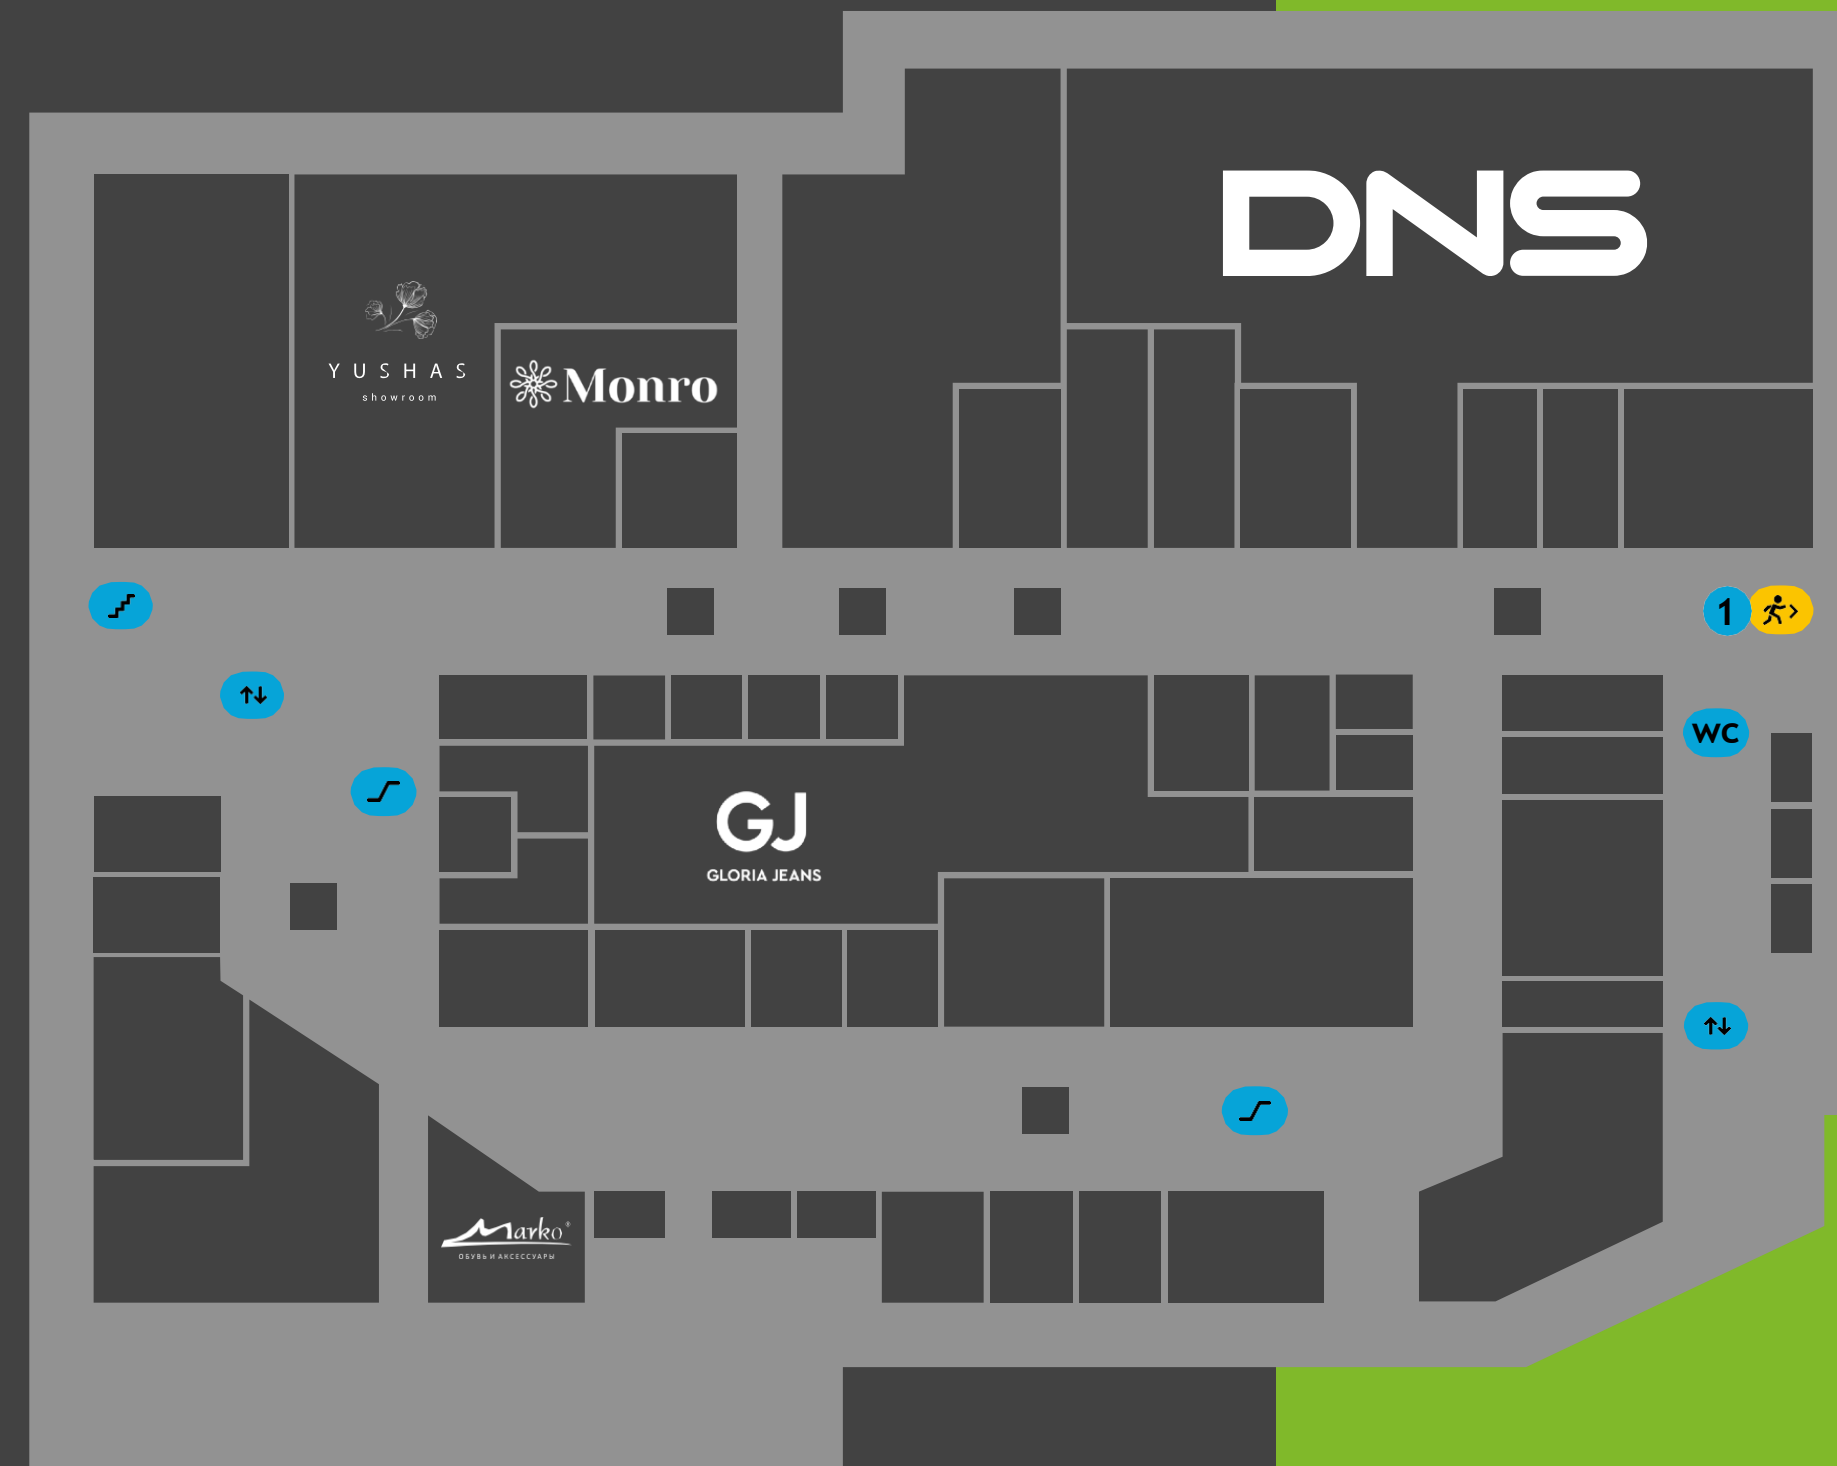 DNS
YUSHAS
showroom
Monro
1
WC
GJ
GLORIA JEANS
Marko®
ОБУВЬ И АКСЕССУАРЫ